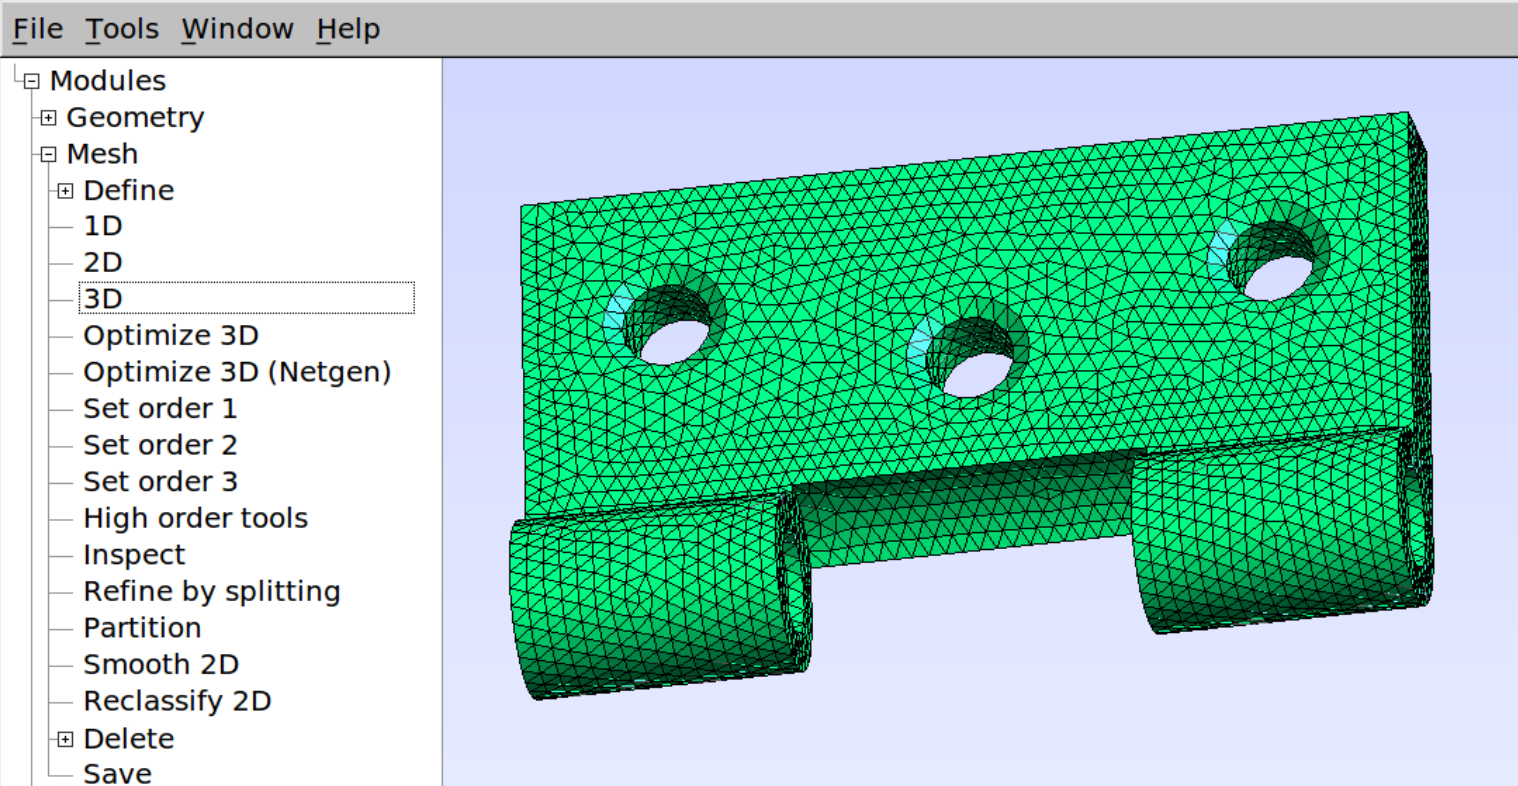 File Tools Window Help
Modules
Geometry
Mesh
Define
1D
2D
3D
Optimize 3D
Optimize 3D (Netgen)
Set order 1
Set order 2
Set order 3
High order tools
Inspect
Refine by splitting
Partition
Smooth 2D
Reclassify 2D
Delete
Save